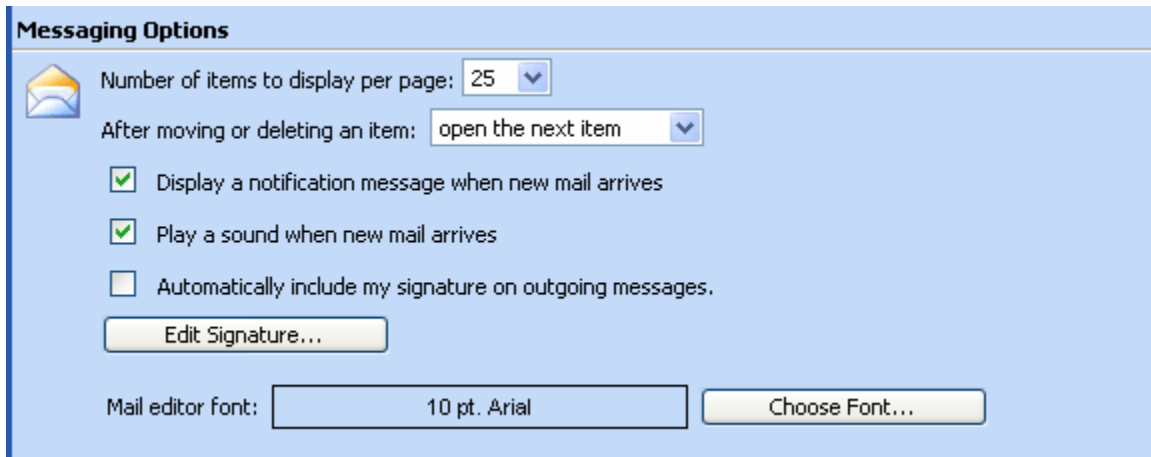 Messaging Options
Number of items to display per page: 25
After moving or deleting an item: open the next item
Display a notification message when new mail arrives
Play a sound when new mail arrives
Automatically include my signature on outgoing messages.
Edit Signature...
Mail editor font: 10 pt. Arial Choose Font...